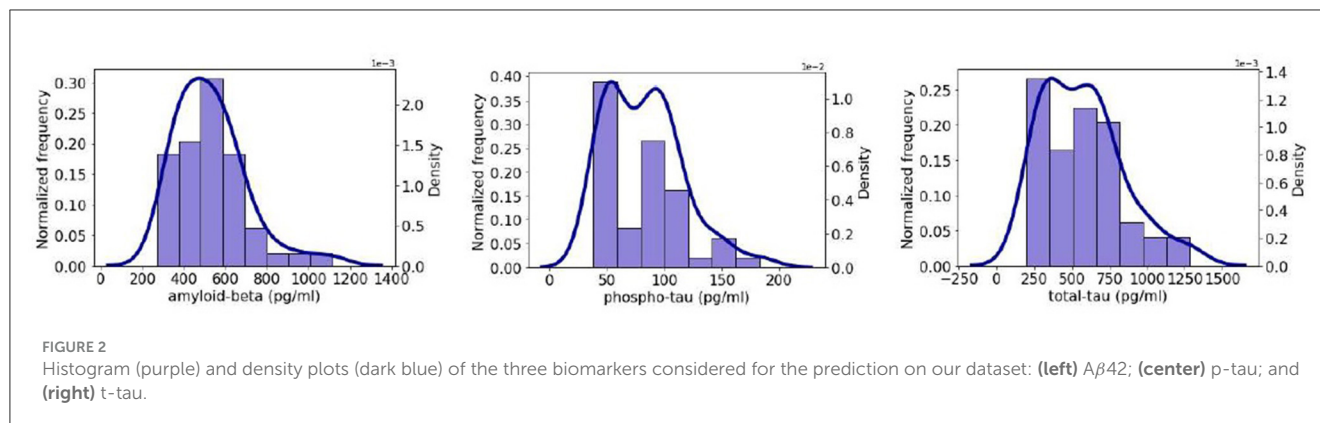 1e-3
1e-2
1e-3
0.30
0.25
0.20
0.15
0.10
0.05
0.00
Normalized frequency
2.0
1.5
1.0
0.5
0.0
Density
0 200 400 600 800 1000 1200 1400
amyloid-beta (pg/ml)
0.40
0.35
0.30
0.25
0.20
0.15
0.10
0.05
0.00
Normalized frequency
1.0
0.8
0.6
0.4
0.2
0.0
Density
0 50 100 150 200
phospho-tau (pg/ml)
0.25
0.20
0.15
0.10
0.05
0.00
Normalized frequency
1.4
1.2
1.0
0.8
0.6
0.4
0.2
0.0
Density
−250 0 250 500 750 1000 1250 1500
total-tau (pg/ml)
FIGURE 2
Histogram (purple) and density plots (dark blue) of the three biomarkers considered for the prediction on our dataset: (left) Aβ42; (center) p-tau; and
(right) t-tau.